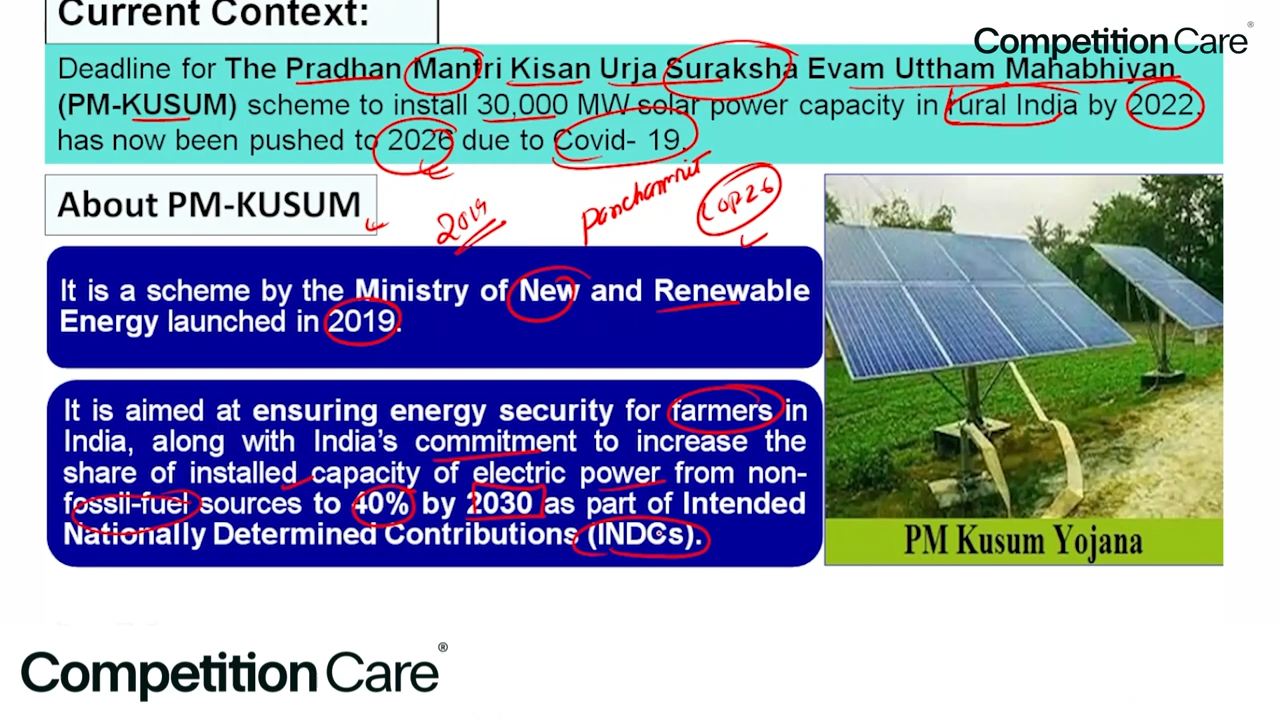 Current Context:
Competition Care®
Deadline for The Pradhan Mantri Kisan Urja Suraksha Evam Uttham Mahabhiyan
(PM-KUSUM) scheme to install 30,000 MW solar power capacity in rural India by 2022,
has now been pushed to 2026 due to Covid- 19.
About PM-KUSUM
2019
Panchamrit
COP26
It is a scheme by the Ministry of New and Renewable
Energy launched in 2019.
It is aimed at ensuring energy security for farmers in
India, along with India's commitment to increase the
share of installed capacity of electric power from non-
fossil-fuel sources to 40% by 2030 as part of Intended
Nationally Determined Contributions (INDCs).
PM Kusum Yojana
Competition Care®